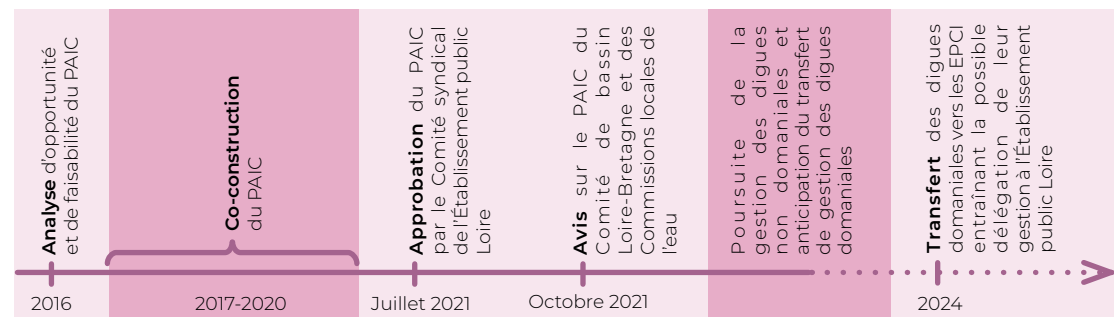 Analyse d'opportunité
et de faisabilité du PAIC
2016
Co-construction
du PAIC
2017-2020
Approbation du PAIC
par le Comité syndical
de l'Établissement public
Loire
Juillet 2021
Avis sur le PAIC du
Comité de bassin
Loire-Bretagne et des
Commissions locales de
l'eau
Octobre 2021
Poursuite de la
gestion des digues
non domaniales et
anticipation du transfert
de gestion des digues
domaniales
Transfert des digues
domaniales vers les EPCI
entraînant la possible
délégation de leur
gestion à l'Établissement
public Loire
2024